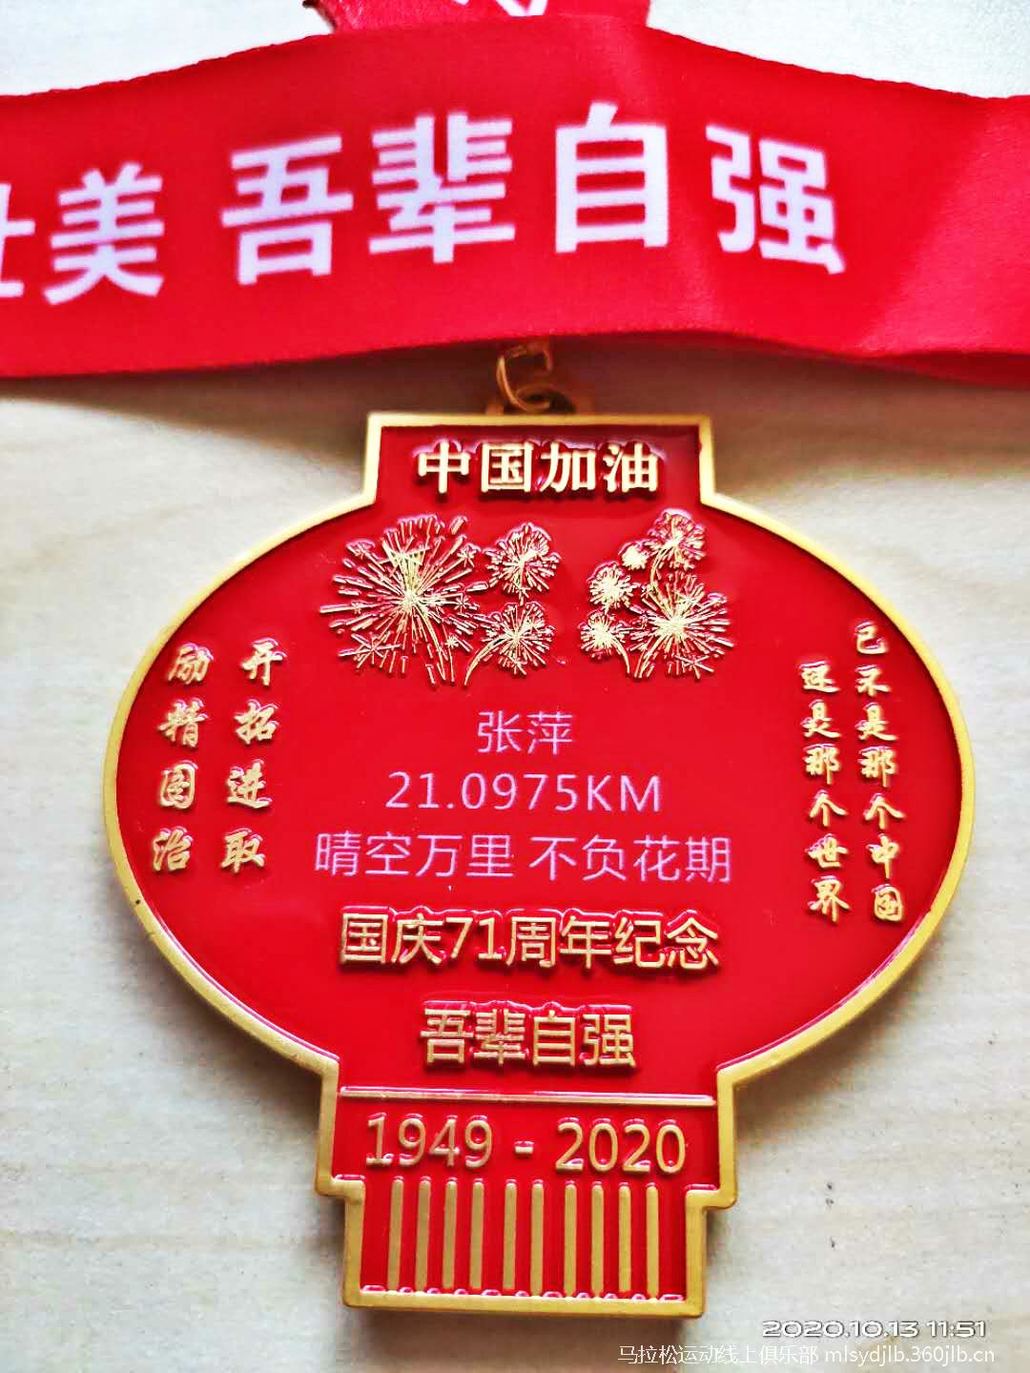 壮美 吾辈自强
中国加油
开拓进取
励精图治
还是那个世界
已不是那个中国
张萍
21.0975KM
晴空万里 不负花期
国庆71周年纪念
吾辈自强
1949 - 2020
2020.10.13 11:51
马拉松运动线上俱乐部 mlsydjlb.360jlb.cn